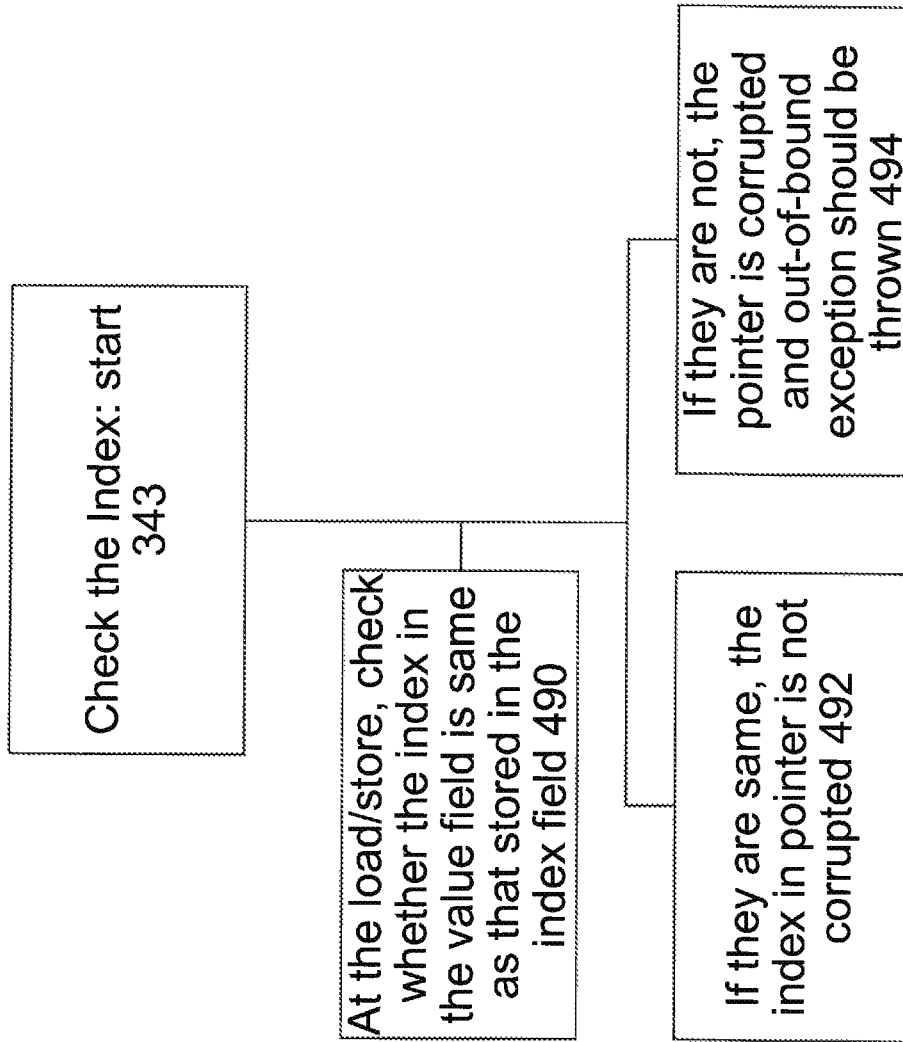 Check the Index: start
343
At the load/store, check
whether the index in
the value field is same
as that stored in the
index field 490
If they are same, the
index in pointer is not
corrupted 492
If they are not, the
pointer is corrupted
and out-of-bound
exception should be
thrown 494